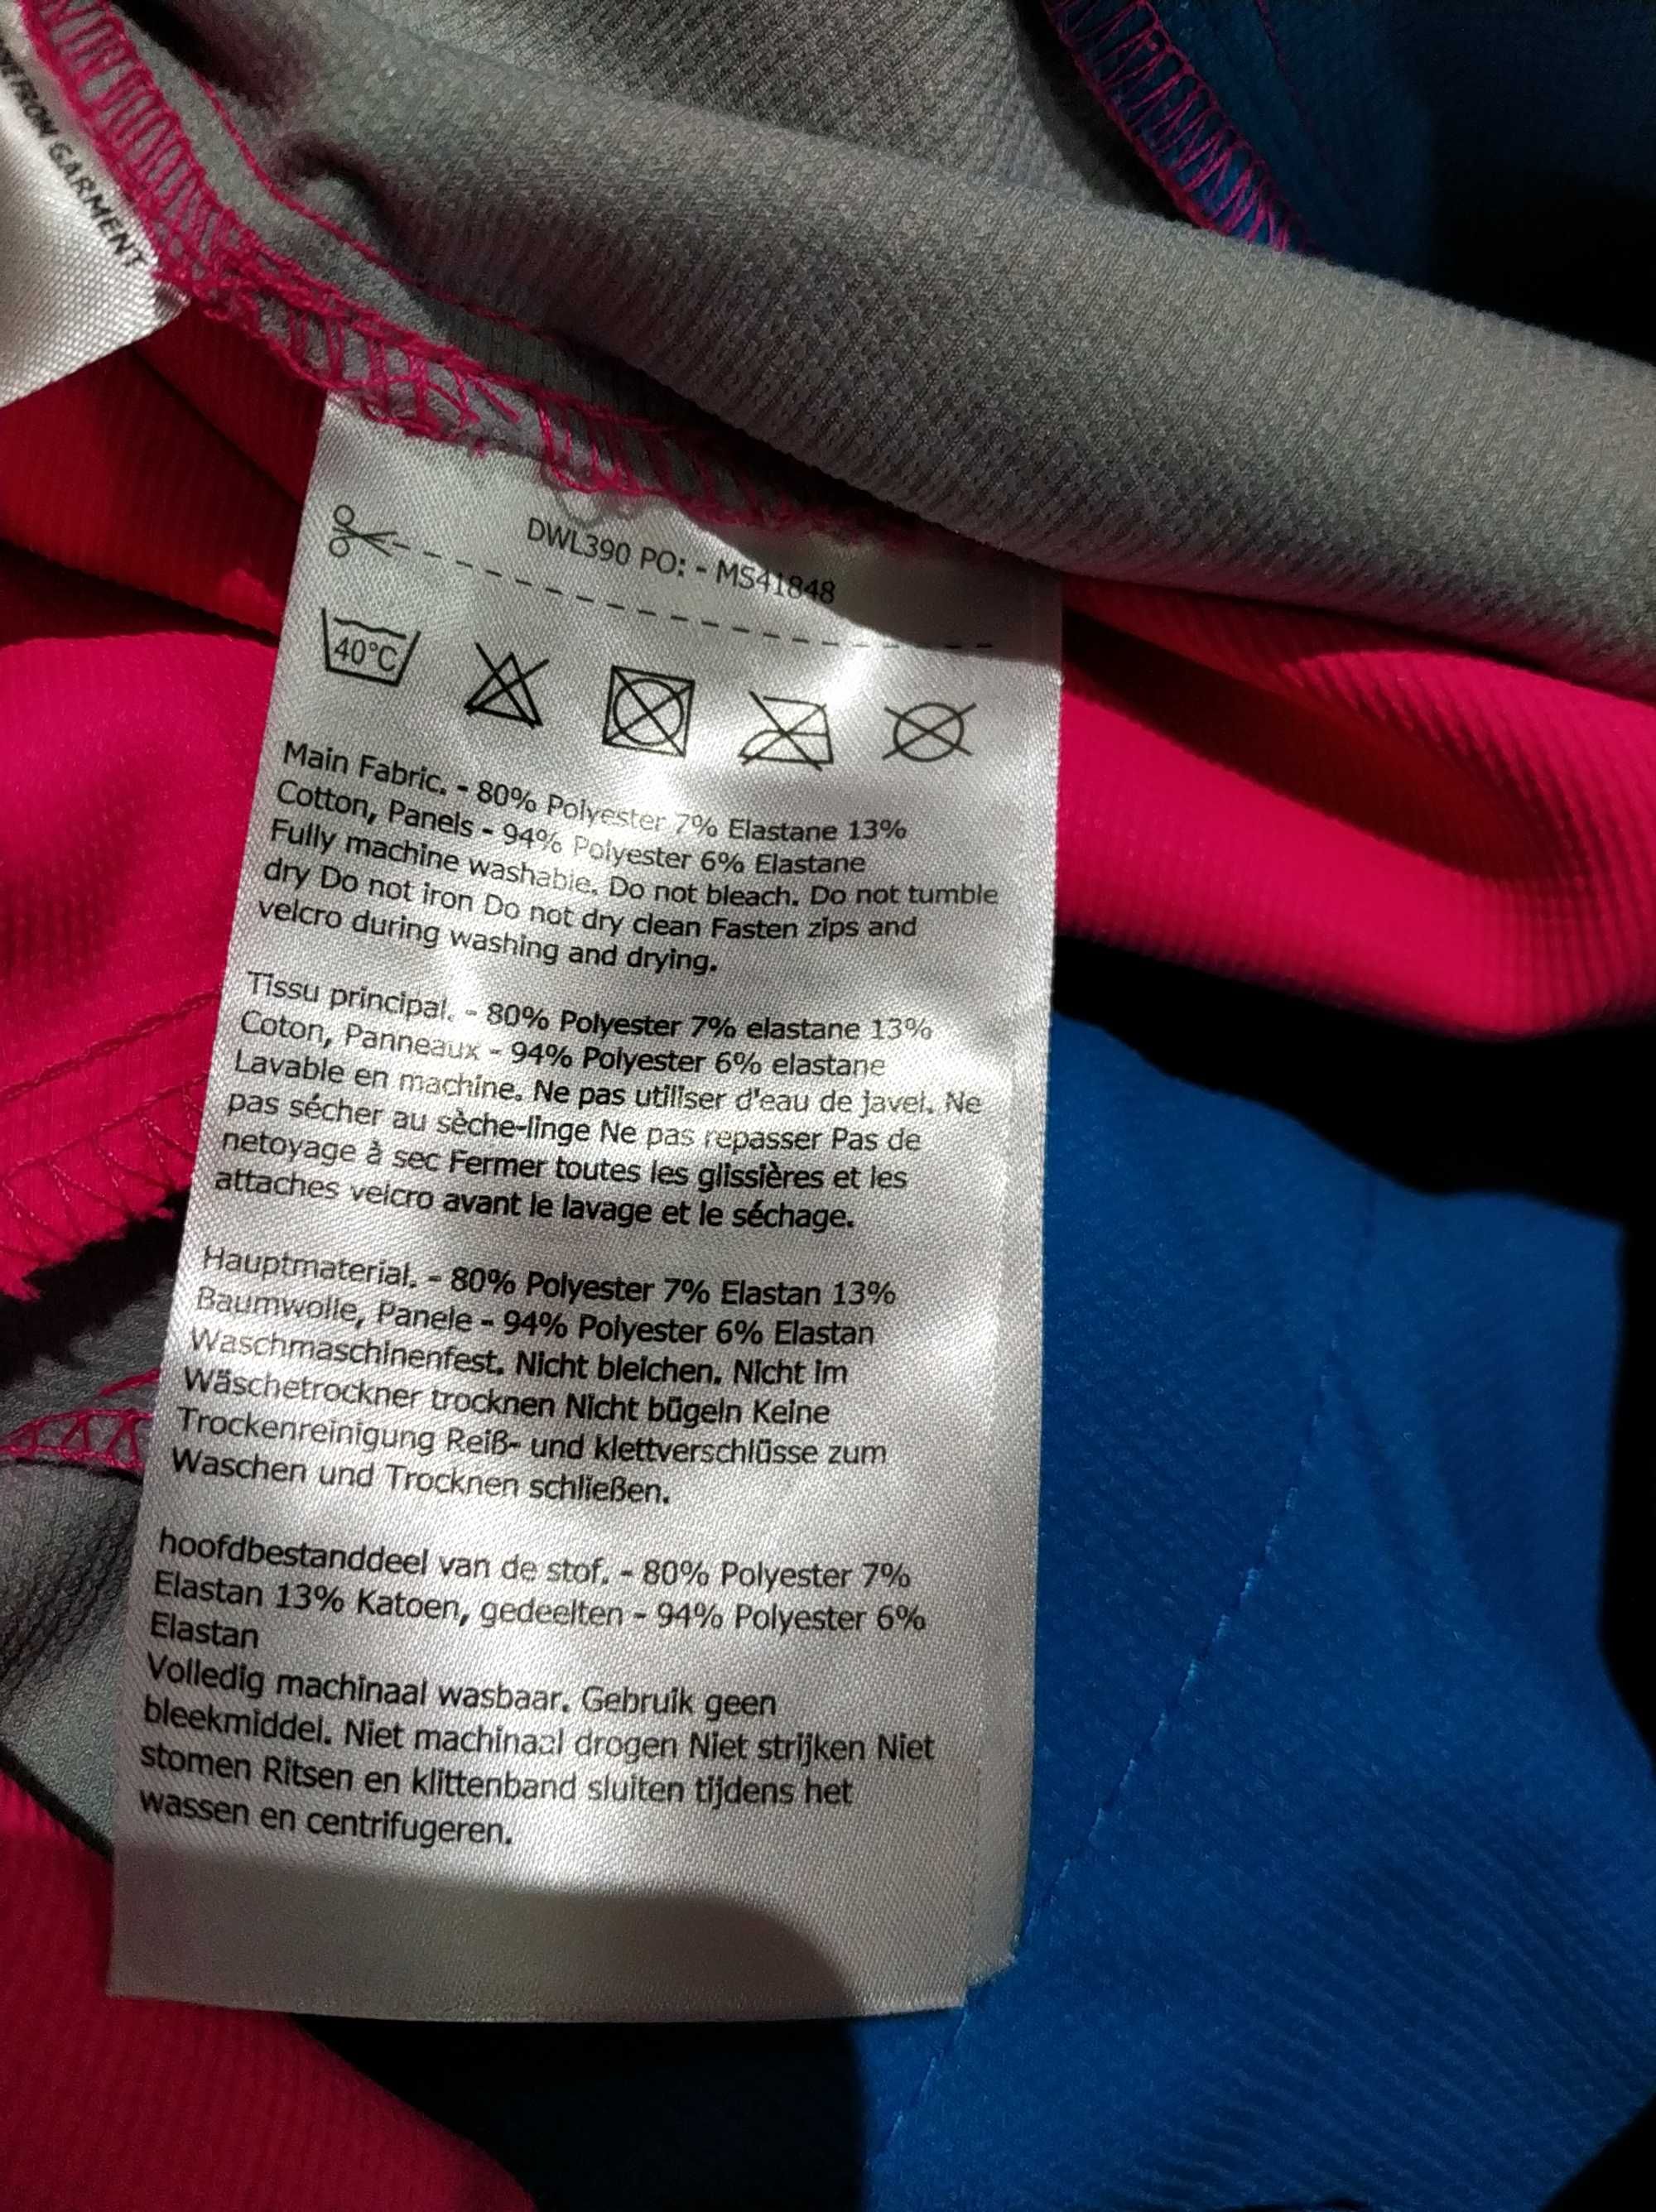 FROM GARMENT
DWL390 PO: - MS41848
40°C
Main Fabric. - 80% Polyester 7% Elastane 13%
Cotton, Panels - 94% Polyester 6% Elastane
Fully machine washable. Do not bleach. Do not tumble
dry Do not iron Do not dry clean Fasten zips and
velcro during washing and drying.
Tissu principal. - 80% Polyester 7% elastane 13%
Coton, Panneaux - 94% Polyester 6% elastane
Lavable en machine. Ne pas utiliser d'eau de javel. Ne
pas sécher au sèche-linge Ne pas repasser Pas de
netoyage à sec Fermer toutes les glissières et les
attaches velcro avant le lavage et le séchage.
Hauptmaterial. - 80% Polyester 7% Elastan 13%
Baumwolle, Panele - 94% Polyester 6% Elastan
Waschmaschinenfest. Nicht bleichen. Nicht im
Wäschetrockner trocknen Nicht bügeln Keine
Trockenreinigung Reiß- und klettverschlüsse zum
Waschen und Trocknen schließen.
hoofdbestanddeel van de stof. - 80% Polyester 7%
Elastan 13% Katoen, gedeelten - 94% Polyester 6%
Elastan
Volledig machinaal wasbaar. Gebruik geen
bleekmiddel. Niet machinaal drogen Niet strijken Niet
stomen Ritsen en klittenband sluiten tijdens het
wassen en centrifugeren.